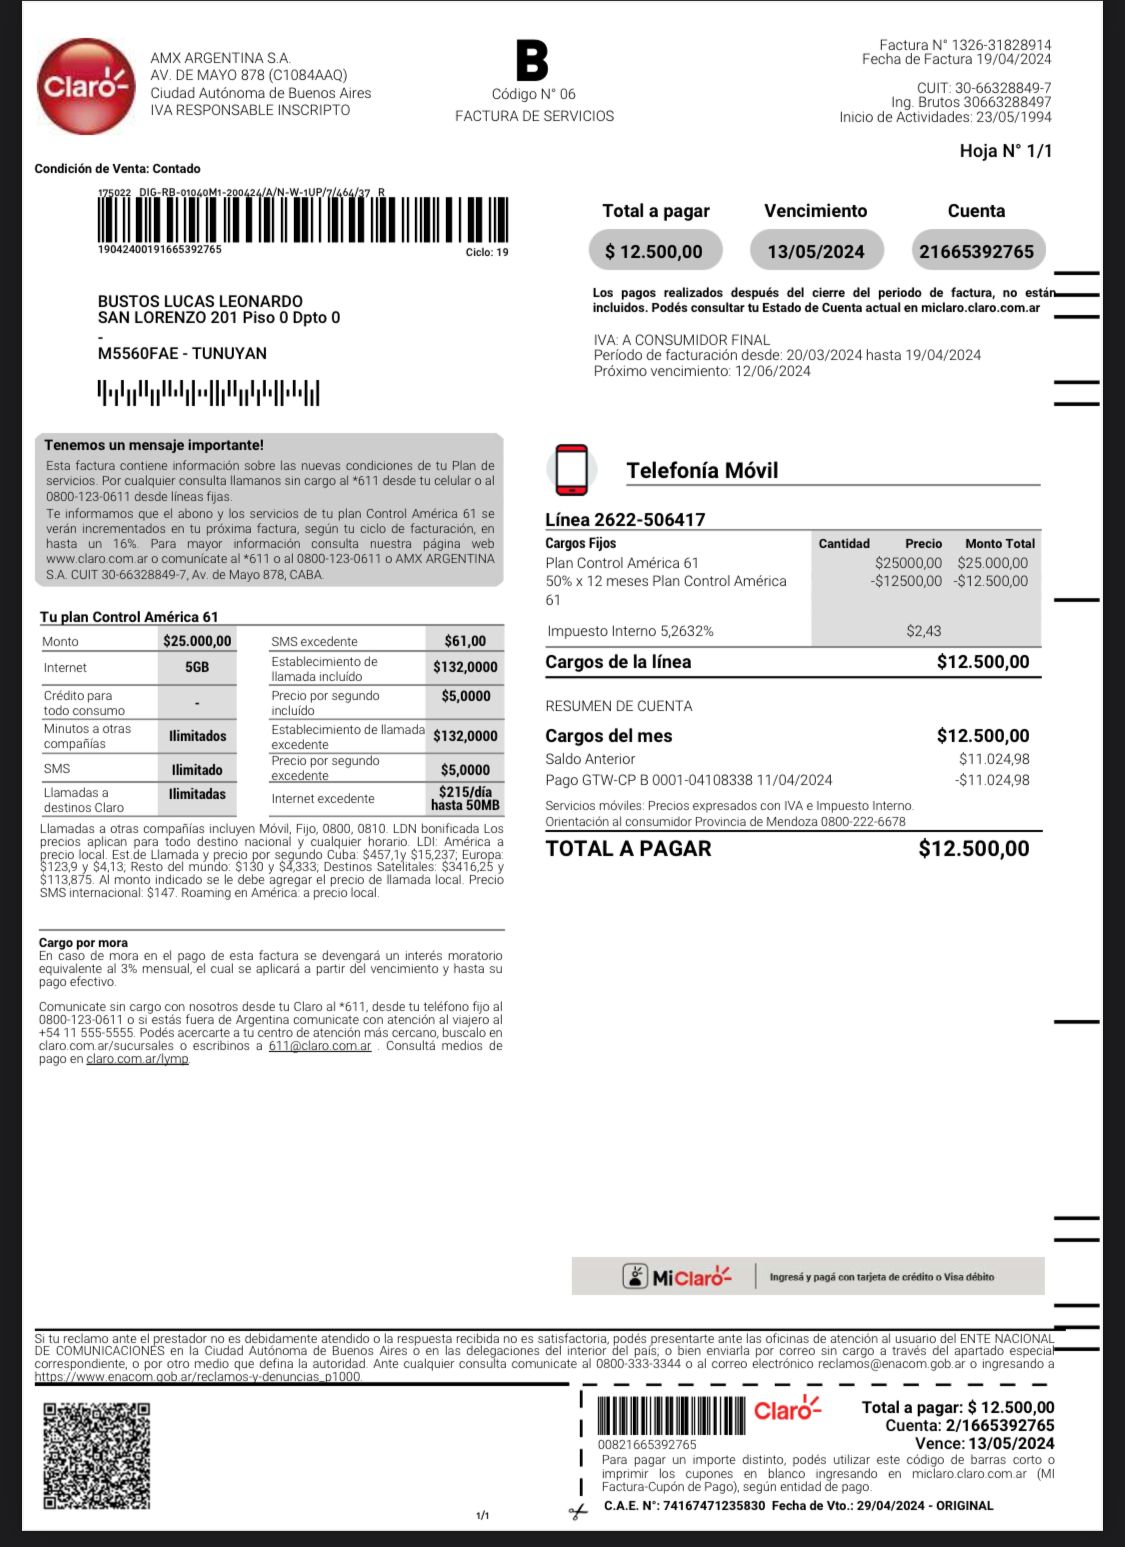 Claro
AMX ARGENTINA S.A.
AV. DE MAYO 878 (C1084AAQ)
Ciudad Autónoma de Buenos Aires
IVA RESPONSABLE INSCRIPTO
B
Código N° 06
FACTURA DE SERVICIOS
Factura N° 1326-31828914
Fecha de Factura 19/04/2024
CUIT: 30-66328849-7
Ing. Brutos 30663288497
Inicio de Actividades: 23/05/1994
Hoja N° 1/1
Condición de Venta: Contado
175022 DIG-RB-01040M1-200424/A/N-W-1UP/7/464/37 R
19042400191665392765
Ciclo: 19
Total a pagar Vencimiento Cuenta
$ 12.500,00 13/05/2024 21665392765
Los pagos realizados después del cierre del periodo de factura, no están
incluidos. Podés consultar tu Estado de Cuenta actual en miclaro.claro.com.ar
BUSTOS LUCAS LEONARDO
SAN LORENZO 201 Piso 0 Dpto 0
-
M5560FAE - TUNUYAN
IVA: A CONSUMIDOR FINAL
Período de facturación desde: 20/03/2024 hasta 19/04/2024
Próximo vencimiento: 12/06/2024
Tenemos un mensaje importante!
Esta factura contiene información sobre las nuevas condiciones de tu Plan de
servicios. Por cualquier consulta llamanos sin cargo al *611 desde tu celular o al
0800-123-0611 desde líneas fijas.
Te informamos que el abono y los servicios de tu plan Control América 61 se
verán incrementados en tu próxima factura, según tu ciclo de facturación, en
hasta un 16%. Para mayor información consulta nuestra página web
www.claro.com.ar o comunícate al *611 o al 0800-123-0611 o AMX ARGENTINA
S.A. CUIT 30-66328849-7, Av. de Mayo 878, CABA.
Tu plan Control América 61
Monto $25.000,00
Internet 5GB
Crédito para
todo consumo -
Minutos a otras
compañías Ilimitados
SMS Ilimitado
Llamadas a
destinos Claro Ilimitadas
SMS excedente $61,00
Establecimiento de
llamada incluído $132,0000
Precio por segundo
incluído $5,0000
Establecimiento de llamada
excedente $132,0000
Precio por segundo
excedente $5,0000
Internet excedente $215/día
hasta 50MB
Llamadas a otras compañías incluyen Móvil, Fijo, 0800, 0810. LDN bonificada Los
precios aplican para todo destino nacional y cualquier horario. LDI: América a
precio local. Est.de Llamada y precio por segundo Cuba: $457,1y $15,237; Europa:
$123,9 y $4,13; Resto del mundo: $130 y $4,333; Destinos Satelitales: $3416,25 y
$113,875. Al monto indicado se le debe agregar el precio de llamada local. Precio
SMS internacional: $147. Roaming en América: a precio local.
Cargo por mora
En caso de mora en el pago de esta factura se devengará un interés moratorio
equivalente al 3% mensual, el cual se aplicará a partir del vencimiento y hasta su
pago efectivo.
Comunicate sin cargo con nosotros desde tu Claro al *611, desde tu teléfono fijo al
0800-123-0611 o si estás fuera de Argentina comunicate con atención al viajero al
+54 11 555-5555. Podés acercarte a tu centro de atención más cercano, buscalo en
claro.com.ar/sucursales o escribinos a 611@claro.com.ar . Consultá medios de
pago en claro.com.ar/lymp.
Telefonía Móvil
Línea 2622-506417
Cargos Fijos Cantidad Precio Monto Total
Plan Control América 61 $25000,00 $25.000,00
50% x 12 meses Plan Control América -$12500,00 -$12.500,00
61
Impuesto Interno 5,2632% $2,43
Cargos de la línea $12.500,00
RESUMEN DE CUENTA
Cargos del mes $12.500,00
Saldo Anterior $11.024,98
Pago GTW-CP B 0001-04108338 11/04/2024 -$11.024,98
Servicios móviles: Precios expresados con IVA e Impuesto Interno.
Orientación al consumidor Provincia de Mendoza 0800-222-6678
TOTAL A PAGAR $12.500,00
MiClaro
Ingresá y pagá con tarjeta de crédito o Visa débito
Si tu reclamo ante el prestador no es debidamente atendido o la respuesta recibida no es satisfactoria, podés presentarte ante las oficinas de atención al usuario del ENTE NACIONAL
DE COMUNICACIONES en la Ciudad Autónoma de Buenos Aires o en las delegaciones del interior del país; o bien enviarla por correo sin cargo a través del apartado especial
correspondiente, o por otro medio que defina la autoridad. Ante cualquier consulta comunicate al 0800-333-3344 o al correo electrónico reclamos@enacom.gob.ar o ingresando a
https://www.enacom.gob.ar/reclamos-y-denuncias_p1000.
Claro
00821665392765
Total a pagar: $ 12.500,00
Cuenta: 2/1665392765
Vence: 13/05/2024
Para pagar un importe distinto, podés utilizar este código de barras corto o
imprimir los cupones en blanco ingresando en miclaro.claro.com.ar (MI
Factura-Cupón de Pago), según entidad de pago.
C.A.E. N°: 74167471235830 Fecha de Vto.: 29/04/2024 - ORIGINAL
1/1